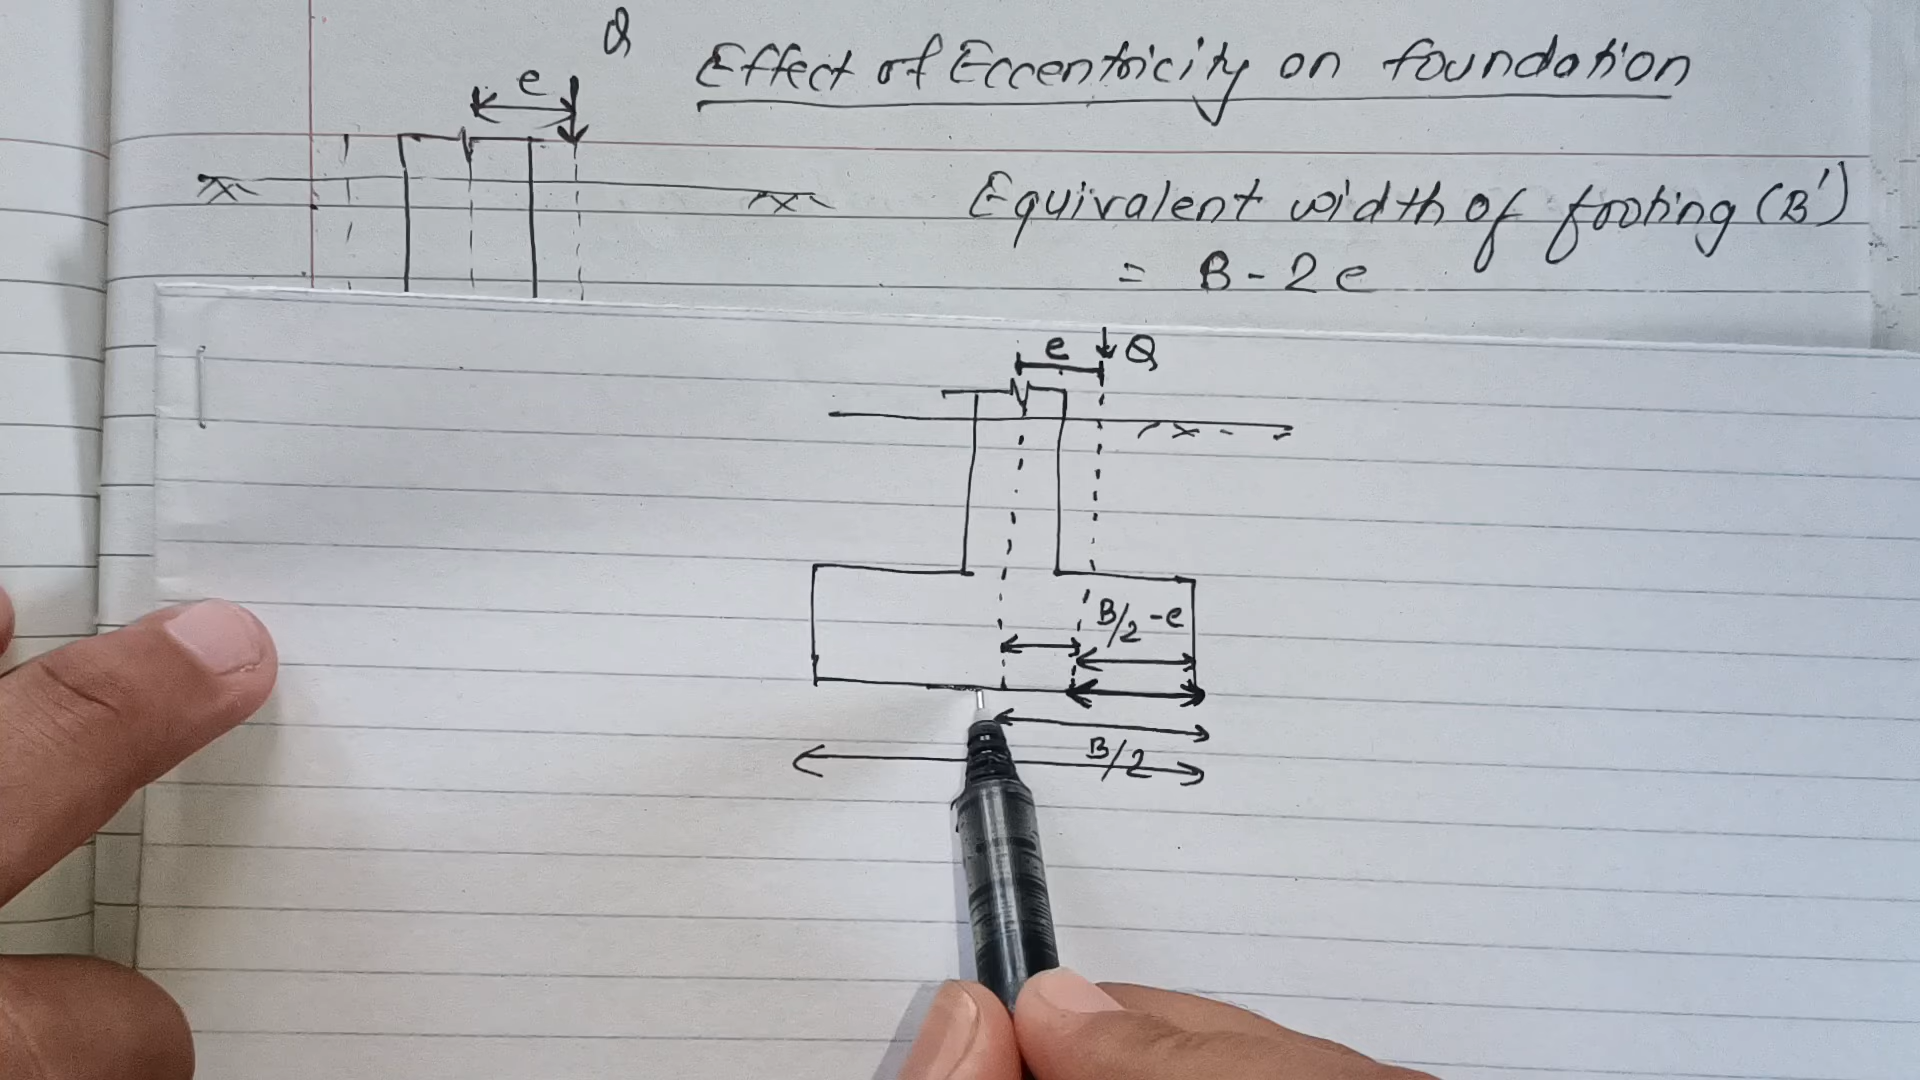 Q
e
Effect of Eccentricity on foundation
Equivalent width of footing (B')
= B - 2e
e Q
B/2 - e
B/2